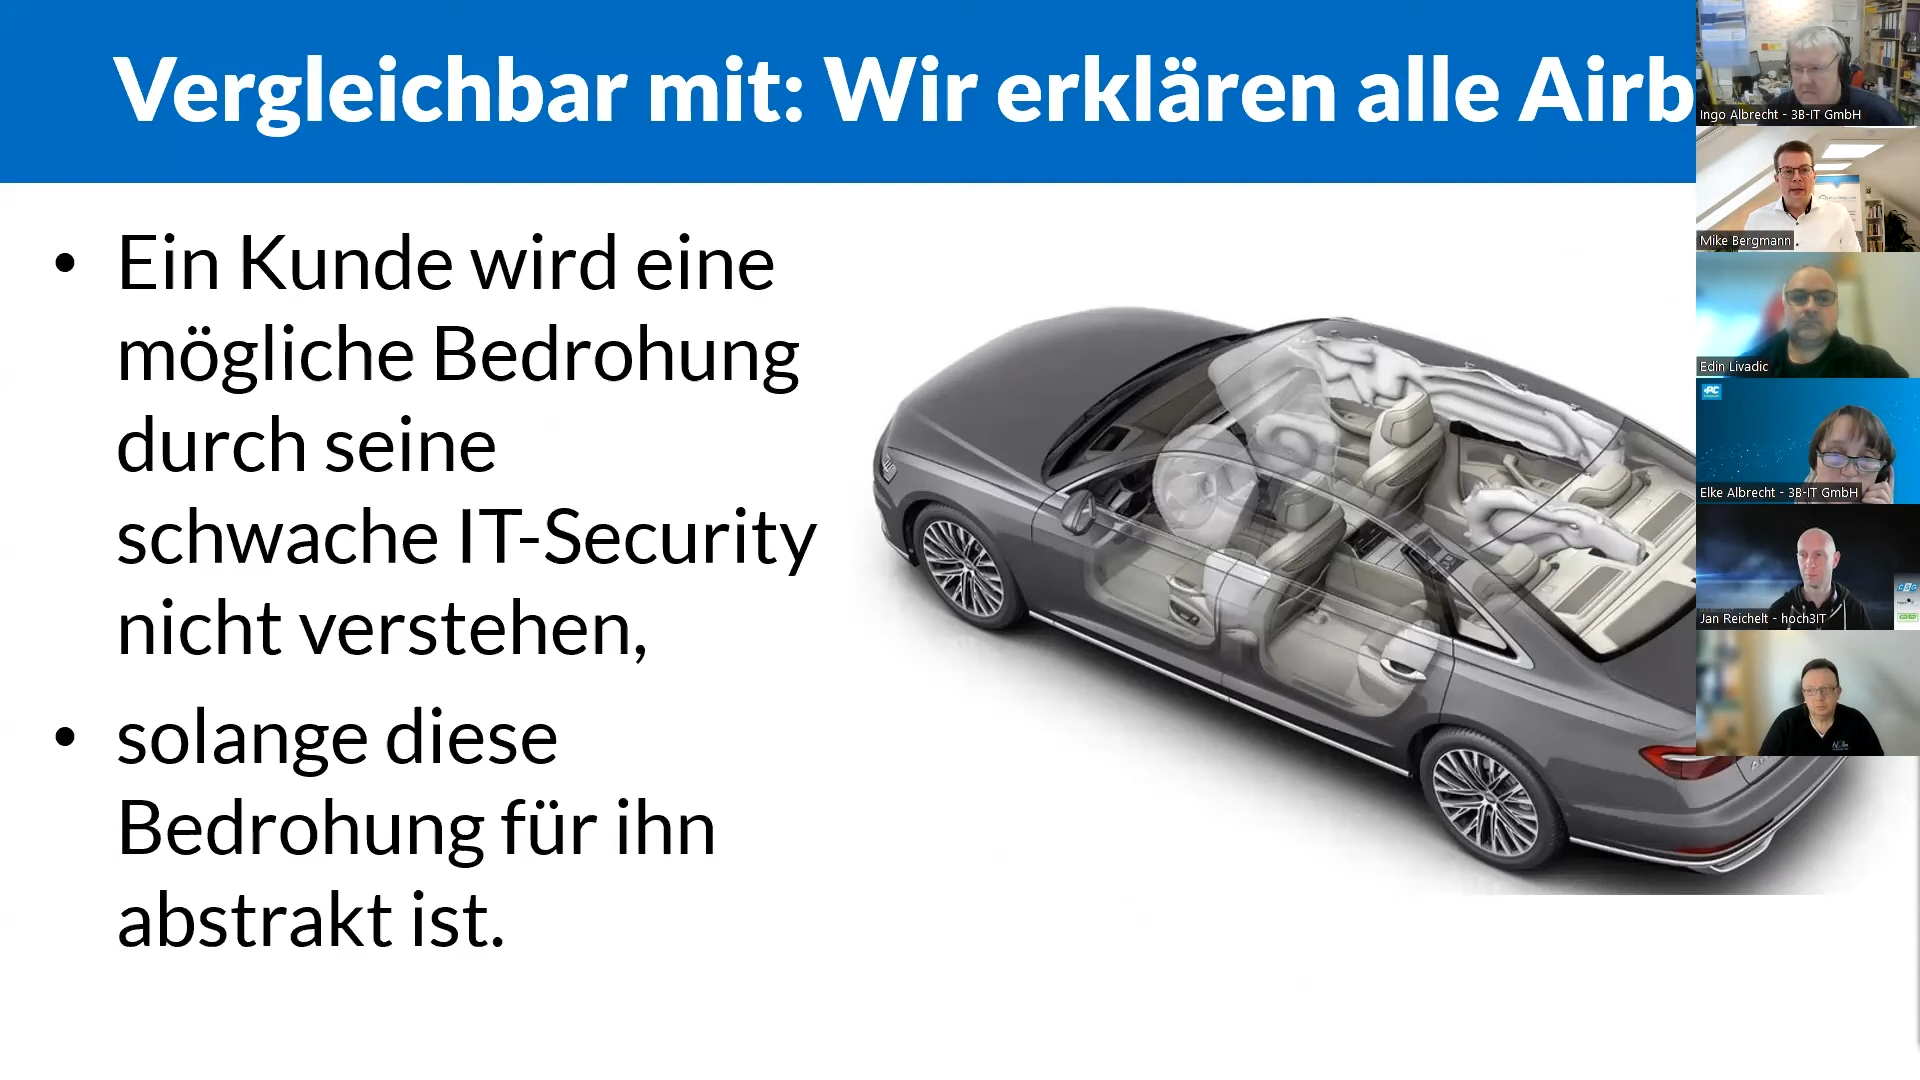 Vergleichbar mit: Wir erklären alle Airb
Ein Kunde wird eine
mögliche Bedrohung
durch seine
schwache IT-Security
nicht verstehen,
solange diese
Bedrohung für ihn
abstrakt ist.
Ingo Albrecht - 3B-IT GmbH
Mike Bergmann
Edin Livadic
PC
Elke Albrecht - 3B-IT GmbH
Jan Reichelt - hoch3IT